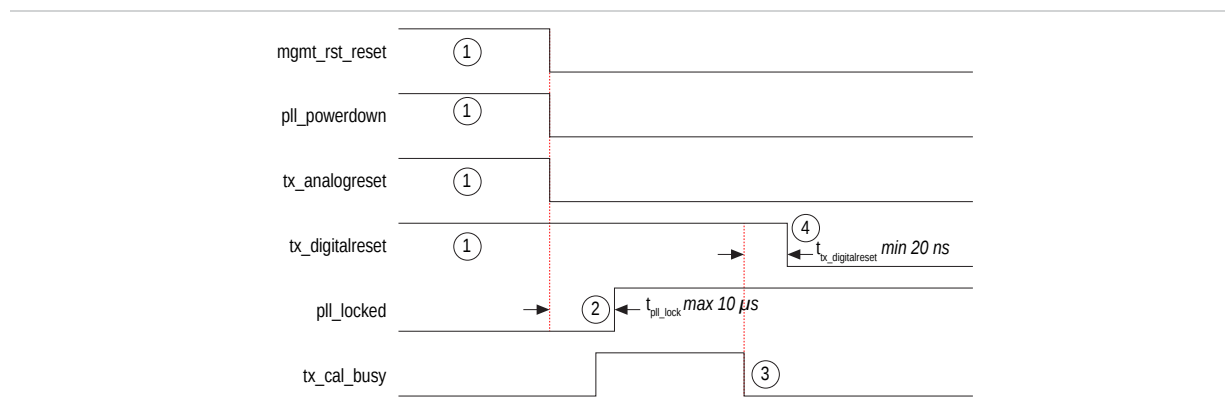 mgmt_rst_reset 1
pll_powerdown 1
tx_analogreset 1
4
tx_digitalreset 1 t_tx_digitalreset min 20 ns
pll_locked 2 t_pll_lock max 10 µs
tx_cal_busy 3